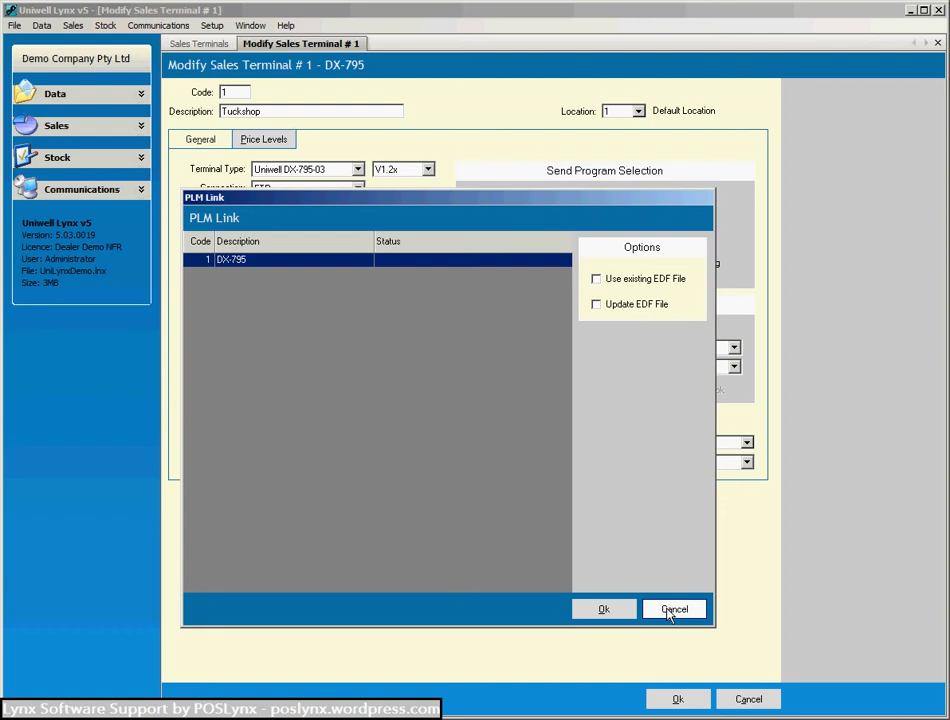 Uniwell Lynx v5 - [Modify Sales Terminal # 1]
File Data Sales Stock Communications Setup Window Help
Sales Terminals Modify Sales Terminal # 1
Demo Company Pty Ltd
Modify Sales Terminal # 1 - DX-795
Data
Sales
Stock
Communications
Code: 1
Description: Tuckshop
Location: 1 Default Location
General Price Levels
Terminal Type: Uniwell DX-795-03 V1.2x
Send Program Selection
Uniwell Lynx v5
Version: 5.03.0019
Licence: Dealer Demo NFR
User: Administrator
File: UniLynxDemo.lnx
Size: 3MB
PLM Link
PLM Link
Code Description Status
1 DX-795
Options
Use existing EDF File
Update EDF File
Ok Cancel
Ok Cancel
Lynx Software Support by POSLynx - poslynx.wordpress.com